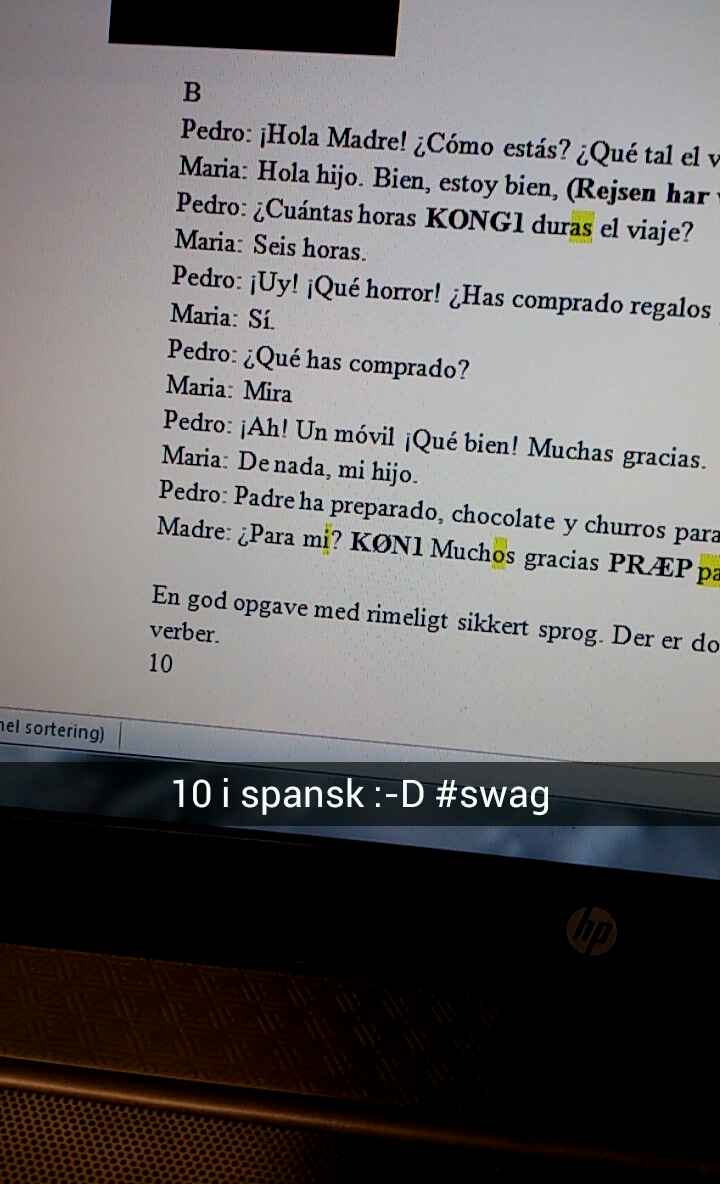 B
Pedro: ¡Hola Madre! ¿Cómo estás? ¿Qué tal el v
Maria: Hola hijo. Bien, estoy bien, (Rejsen har
Pedro: ¿Cuántas horas KONG1 duras el viaje?
Maria: Seis horas.
Pedro: ¡Uy! ¡Qué horror! ¿Has comprado regalos
Maria: Sí.
Pedro: ¿Qué has comprado?
Maria: Mira
Pedro: ¡Ah! Un móvil ¡Qué bien! Muchas gracias.
Maria: De nada, mi hijo.
Pedro: Padre ha preparado, chocolate y churros para
Madre: ¿Para mi? KØN1 Muchos gracias PRÆP pa
En god opgave med rimeligt sikkert sprog. Der er do
verber.
10
nel sortering)
10 i spansk :-D #swag
hp